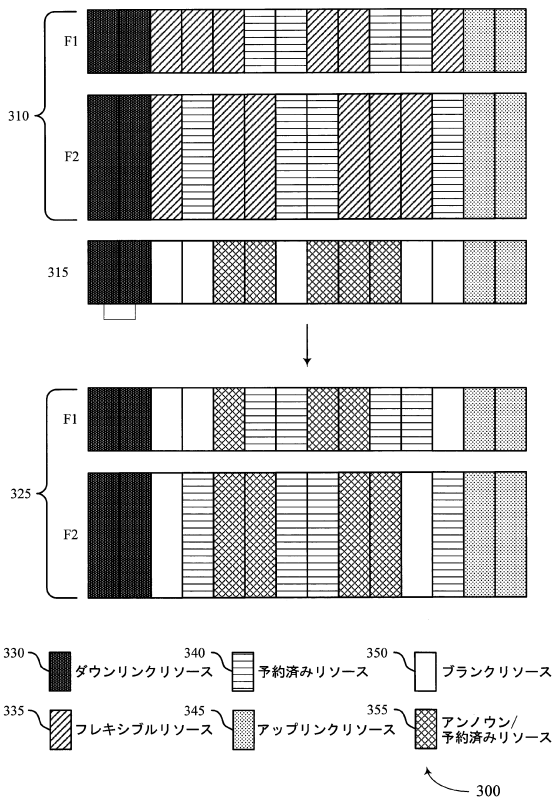 F1
310
F2
315
F1
325
F2
330 ダウンリンクリソース
340 予約済みリソース
350 ブランクリソース
335 フレキシブルリソース
345 アップリンクリソース
355 アンノウン/
予約済みリソース
300